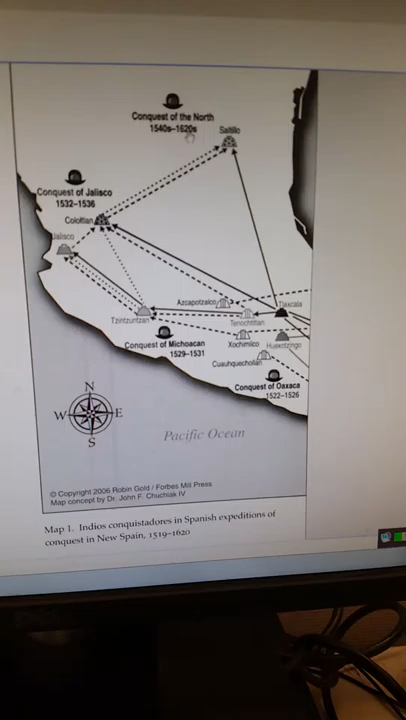 Conquest of the North
1540s–1620s
Saltillo
Conquest of Jalisco
1532–1536
Colotlan
Jalisco
Azcapotzalco
Tlaxcala
Tzintzuntzan
Tenochtitlan
Conquest of Michoacan
1529–1531
Xochimilco
Huexotzingo
Cuauhquecholan
Conquest of Oaxaca
1522–1526
N
W E
S
Pacific Ocean
© Copyright 2006 Robin Gold / Forbes Mill Press
Map concept by Dr. John F. Chuchiak IV
Map 1. Indios conquistadores in Spanish expeditions of
conquest in New Spain, 1519–1620